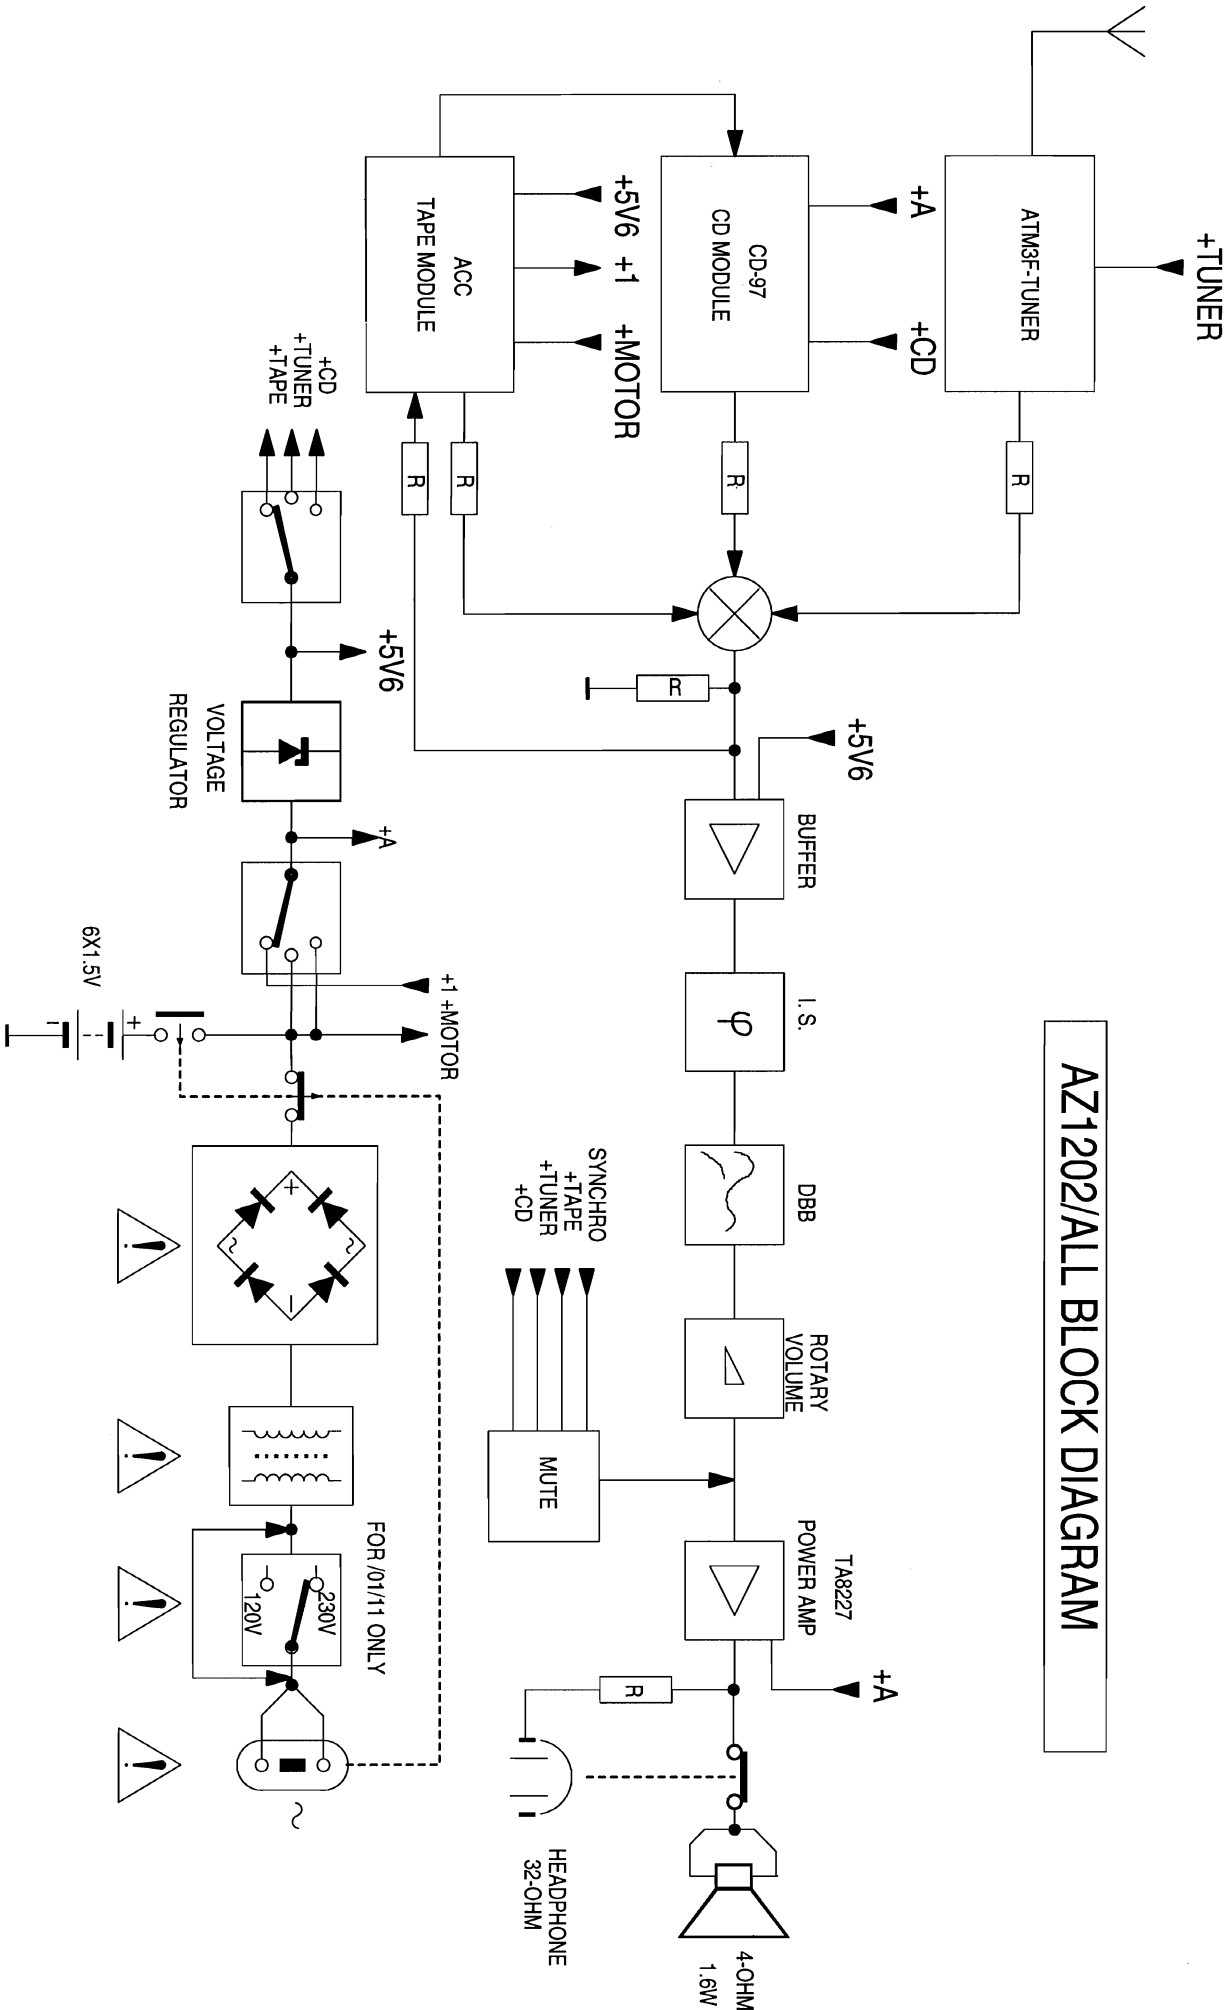 AZ1202/ALL BLOCK DIAGRAM
+TUNER
ATM3F-TUNER
R
+A
+CD
CD-97
CD MODULE
R
+5V6
+1
+MOTOR
ACC
TAPE MODULE
R
R
R
+5V6
BUFFER
I. S.
φ
DBB
ROTARY
VOLUME
TA8227
POWER AMP
+A
4-OHM
1.6W
SYNCHRO
+TAPE
+TUNER
+CD
MUTE
R
HEADPHONE
32-OHM
+CD
+TUNER
+TAPE
+5V6
VOLTAGE
REGULATOR
+A
+1 +MOTOR
6X1.5V
+
-
+
~
~
-
FOR /01/11 ONLY
230V
120V
~
!
!
!
!